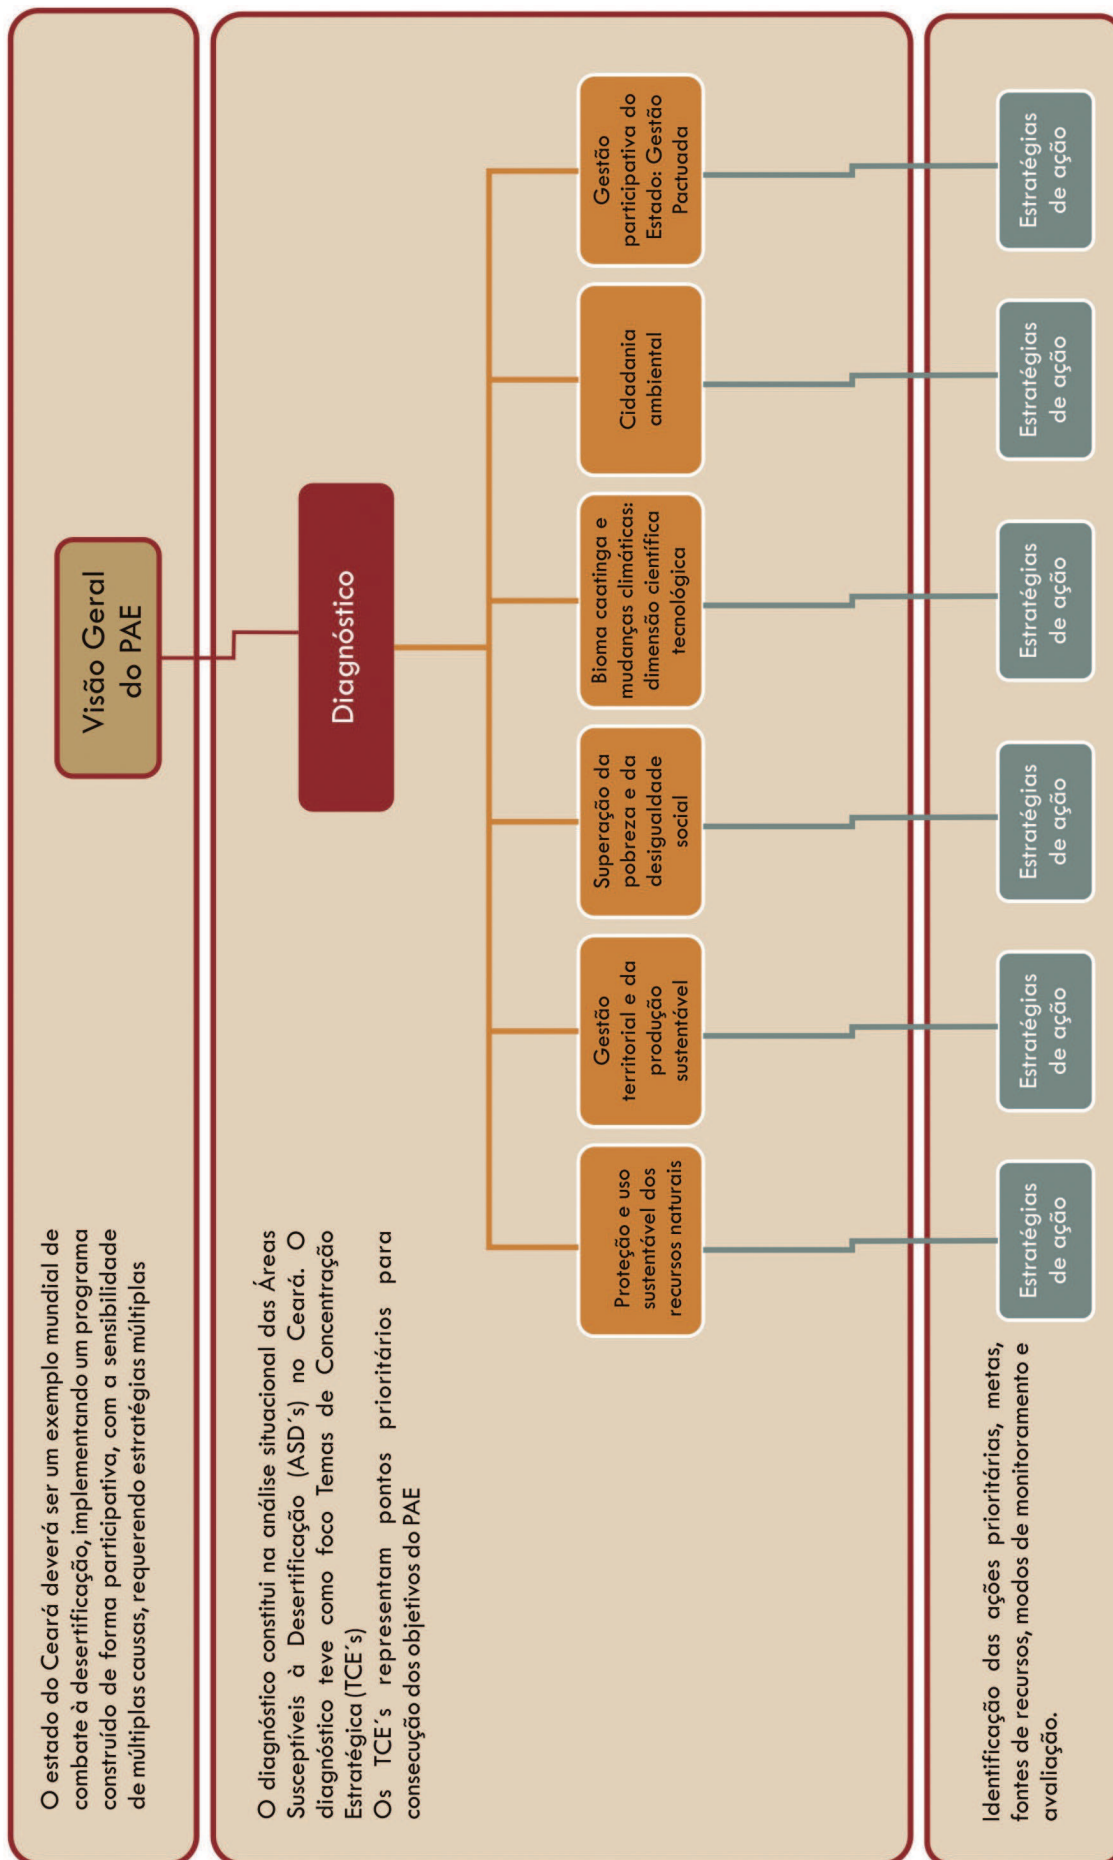 O estado do Ceará deverá ser um exemplo mundial de
combate à desertificação, implementando um programa
construído de forma participativa, com a sensibilidade
de múltiplas causas, requerendo estratégias múltiplas
Visão Geral
do PAE
O diagnóstico constitui na análise situacional das Áreas
Susceptíveis à Desertificação (ASD´s) no Ceará. O
diagnóstico teve como foco Temas de Concentração
Estratégica (TCE´s)
Os TCE´s representam pontos prioritários para
consecução dos objetivos do PAE
Diagnóstico
Proteção e uso
sustentável dos
recursos naturais
Gestão
territorial e da
produção
sustentável
Superação da
pobreza e da
desigualdade
social
Bioma caatinga e
mudanças climáticas:
dimensão científica
tecnológica
Cidadania
ambiental
Gestão
participativa do
Estado: Gestão
Pactuada
Identificação das ações prioritárias, metas,
fontes de recursos, modos de monitoramento e
avaliação.
Estratégias
de ação
Estratégias
de ação
Estratégias
de ação
Estratégias
de ação
Estratégias
de ação
Estratégias
de ação